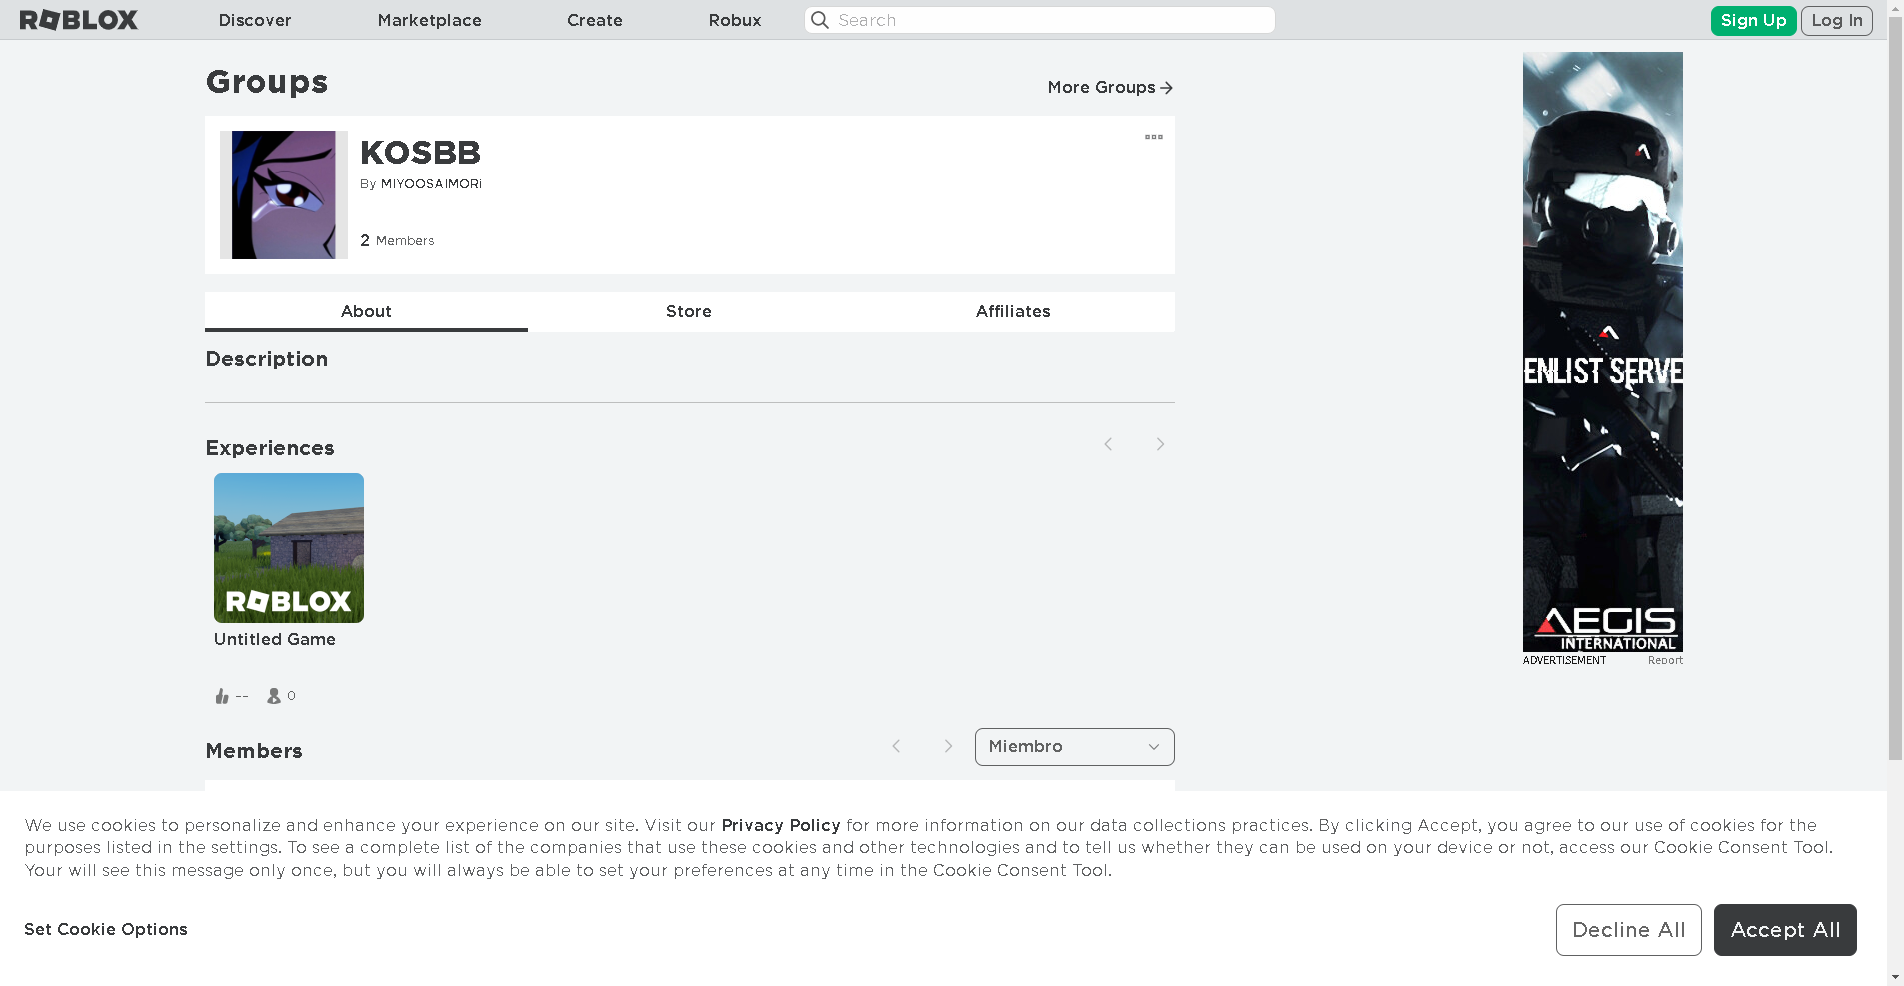 ROBLOX Discover Marketplace Create Robux Search Sign Up Log In
Groups
More Groups
KOSBB
By MIYOOSAIMORi
2 Members
About Store Affiliates
Description
Experiences
ROBLOX
Untitled Game
-- 0
Members
Miembro
ENLIST SERVE
AEGIS
INTERNATIONAL
ADVERTISEMENT Report
We use cookies to personalize and enhance your experience on our site. Visit our Privacy Policy for more information on our data collections practices. By clicking Accept, you agree to our use of cookies for the
purposes listed in the settings. To see a complete list of the companies that use these cookies and other technologies and to tell us whether they can be used on your device or not, access our Cookie Consent Tool.
Your will see this message only once, but you will always be able to set your preferences at any time in the Cookie Consent Tool.
Set Cookie Options
Decline All
Accept All